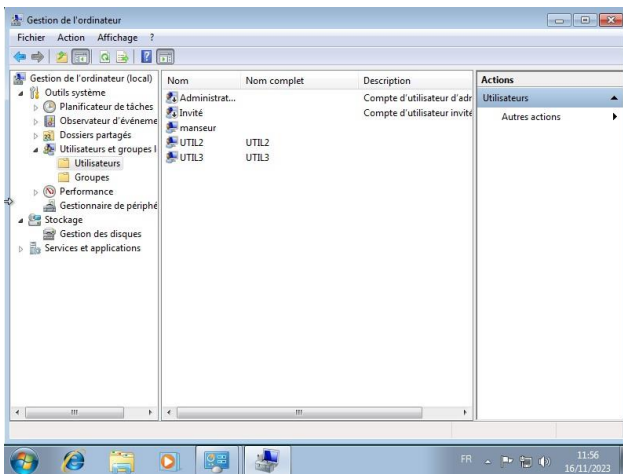 Gestion de l'ordinateur
Fichier Action Affichage ?
Gestion de l'ordinateur (local)
Outils système
Planificateur de tâches
Observateur d'événeme
Dossiers partagés
Utilisateurs et groupes l
Utilisateurs
Groupes
Performance
Gestionnaire de périphé
Stockage
Gestion des disques
Services et applications
Nom Nom complet Description
Administrat... Compte d'utilisateur d'adr
Invité Compte d'utilisateur invité
manseur
UTIL2 UTIL2
UTIL3 UTIL3
Actions
Utilisateurs
Autres actions
FR
11:56
16/11/2023